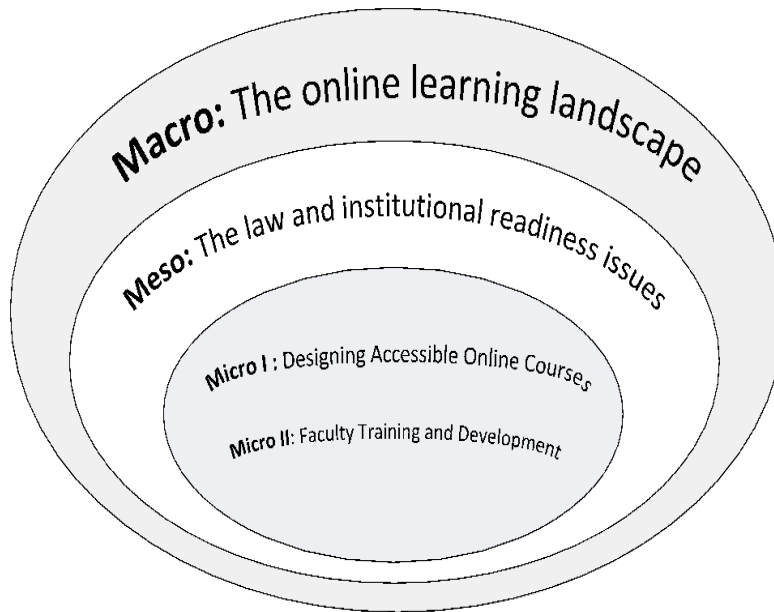 Macro: The online learning landscape
Meso: The law and institutional readiness issues
Micro I : Designing Accessible Online Courses
Micro II: Faculty Training and Development